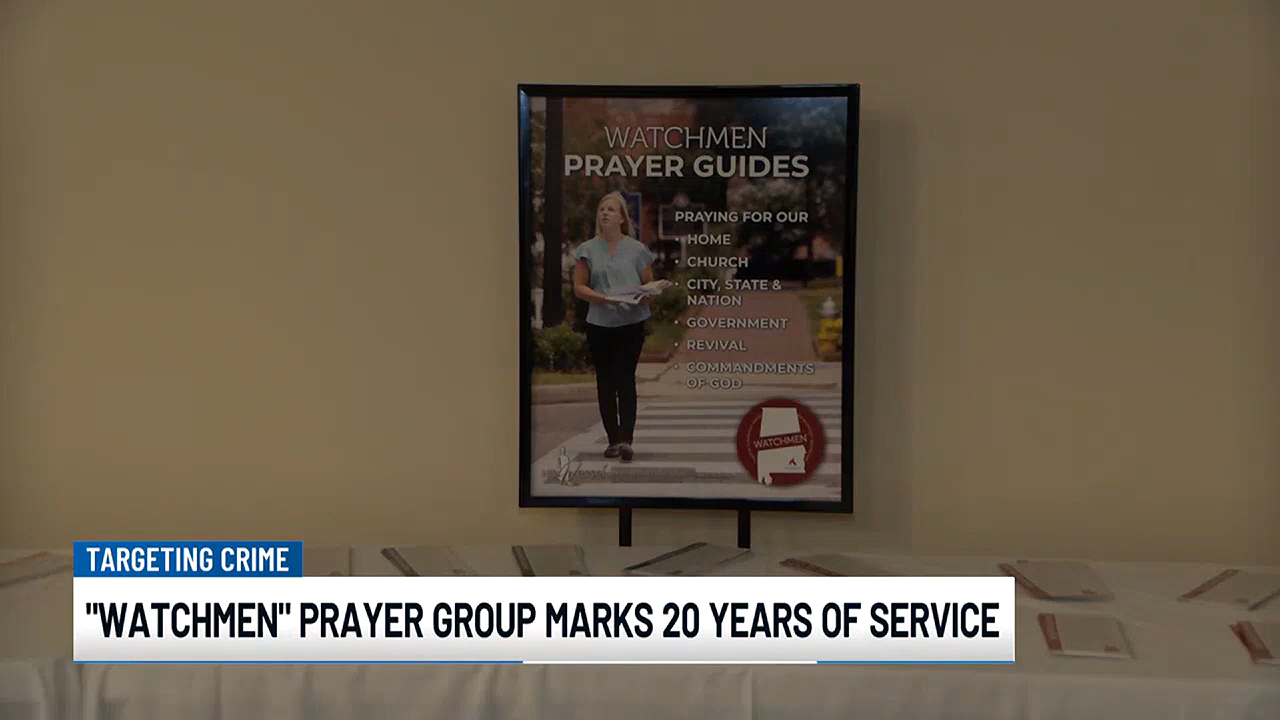 WATCHMEN
PRAYER GUIDES
PRAYING FOR OUR
• HOME
• CHURCH
• CITY, STATE &
NATION
• GOVERNMENT
• REVIVAL
• COMMANDMENTS
OF GOD
WATCHMEN
TARGETING CRIME
"WATCHMEN" PRAYER GROUP MARKS 20 YEARS OF SERVICE